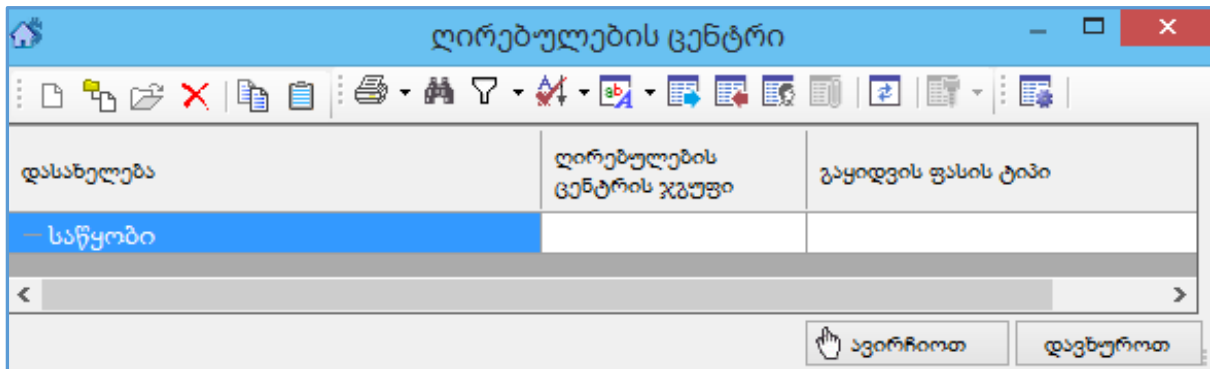 ღირებულების ცენტრი
დასახელება
ღირებულების
ცენტრის ჯგუფი
გაყიდვის ფასის ტიპი
საწყობი
ავირჩიოთ
დავხუროთ